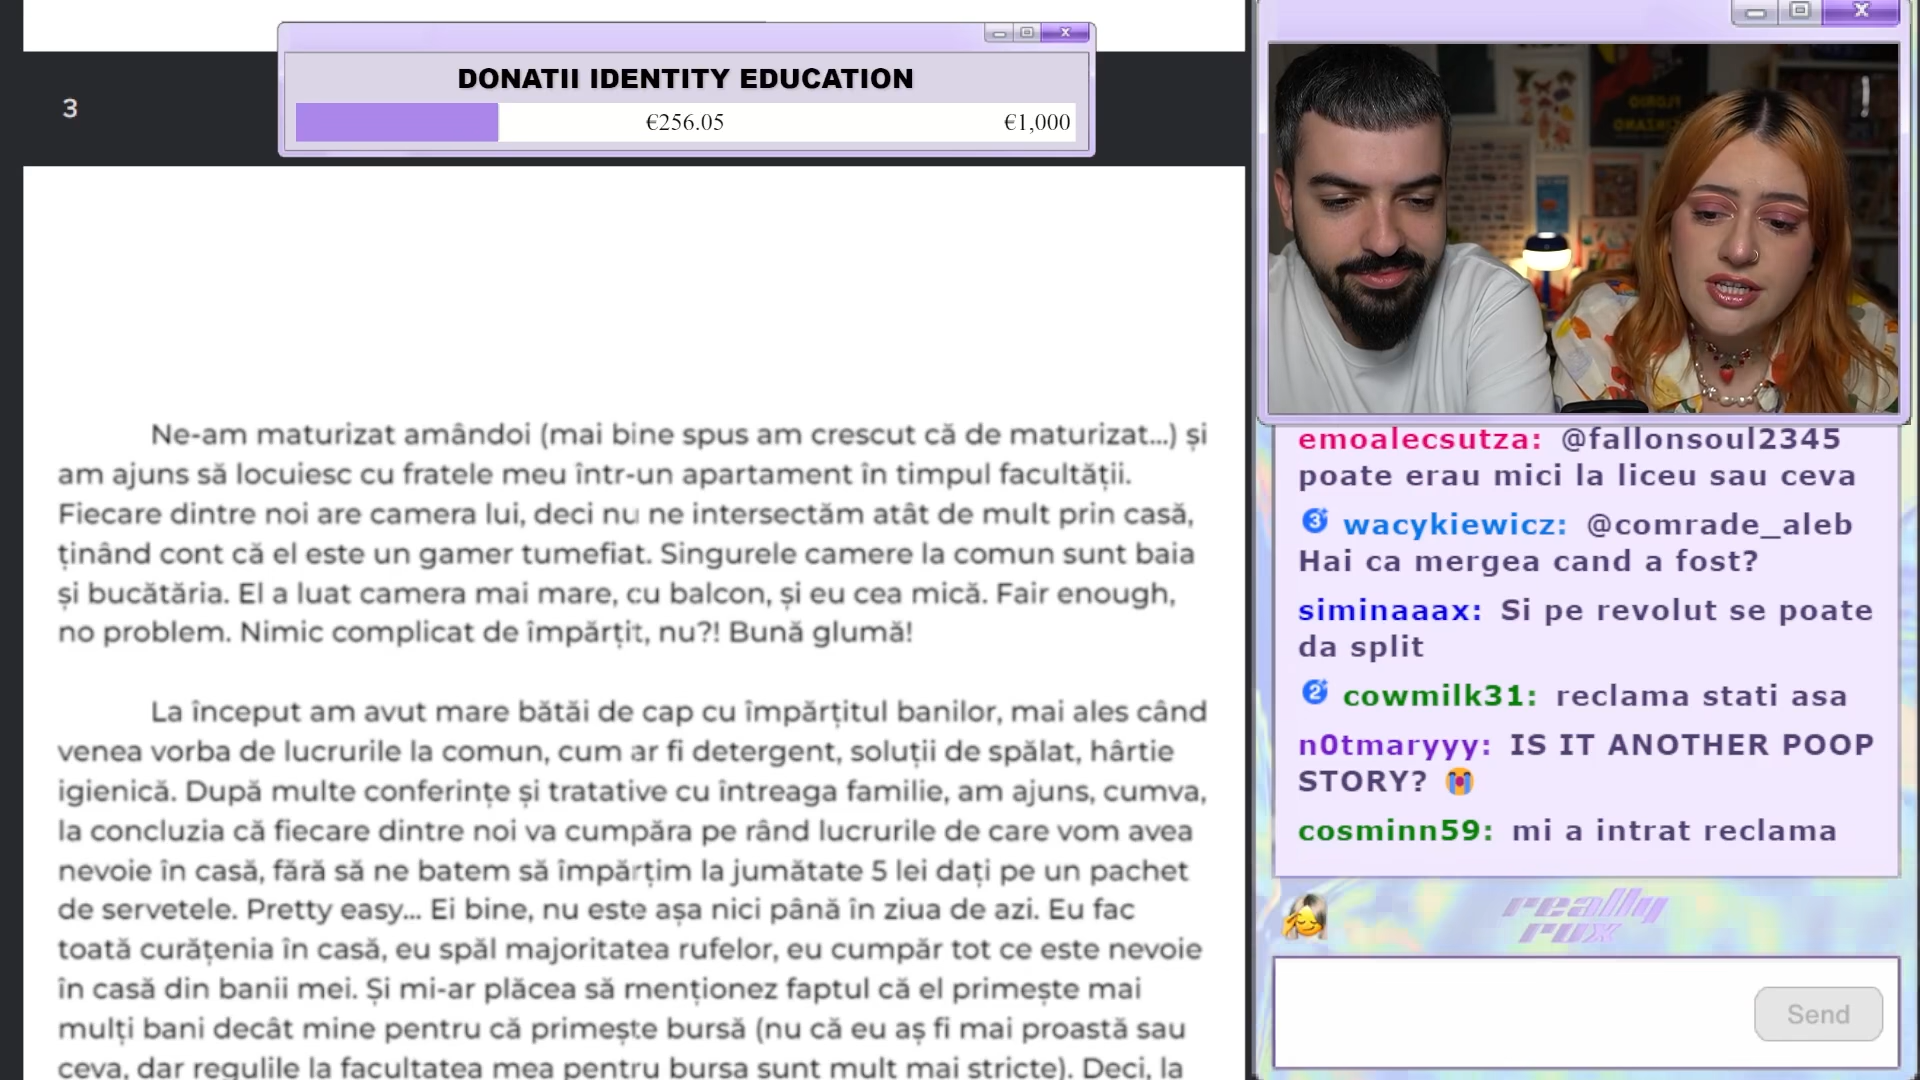 DONATII IDENTITY EDUCATION
€256.05
€1,000
3
Ne-am maturizat amândoi (mai bine spus am crescut că de maturizat...) și
am ajuns să locuiesc cu fratele meu într-un apartament în timpul facultății.
Fiecare dintre noi are camera lui, deci nu ne intersectăm atât de mult prin casă,
ținând cont că el este un gamer tumefiat. Singurele camere la comun sunt baia
și bucătăria. El a luat camera mai mare, cu balcon, și eu cea mică. Fair enough,
no problem. Nimic complicat de împărțit, nu?! Bună glumă!
La început am avut mare bătăi de cap cu împărțitul banilor, mai ales când
venea vorba de lucrurile la comun, cum ar fi detergent, soluții de spălat, hârtie
igienică. După multe conferințe și tratative cu întreaga familie, am ajuns, cumva,
la concluzia că fiecare dintre noi va cumpăra pe rând lucrurile de care vom avea
nevoie în casă, fără să ne batem să împărțim la jumătate 5 lei dați pe un pachet
de servetele. Pretty easy... Ei bine, nu este așa nici până în ziua de azi. Eu fac
toată curățenia în casă, eu spăl majoritatea rufelor, eu cumpăr tot ce este nevoie
în casă din banii mei. Și mi-ar plăcea să menționez faptul că el primește mai
mulți bani decât mine pentru că primește bursă (nu că eu aș fi mai proastă sau
ceva, dar regulile la facultatea mea pentru bursa sunt mult mai stricte). Deci, la
emoalecsutza: @fallonsoul2345
poate erau mici la liceu sau ceva
3 wacykiewicz: @comrade_aleb
Hai ca mergea cand a fost?
siminaaax: Si pe revolut se poate
da split
2 cowmilk31: reclama stati asa
n0tmaryyy: IS IT ANOTHER POOP
STORY? 😭
cosminn59: mi a intrat reclama
really
rux
Send